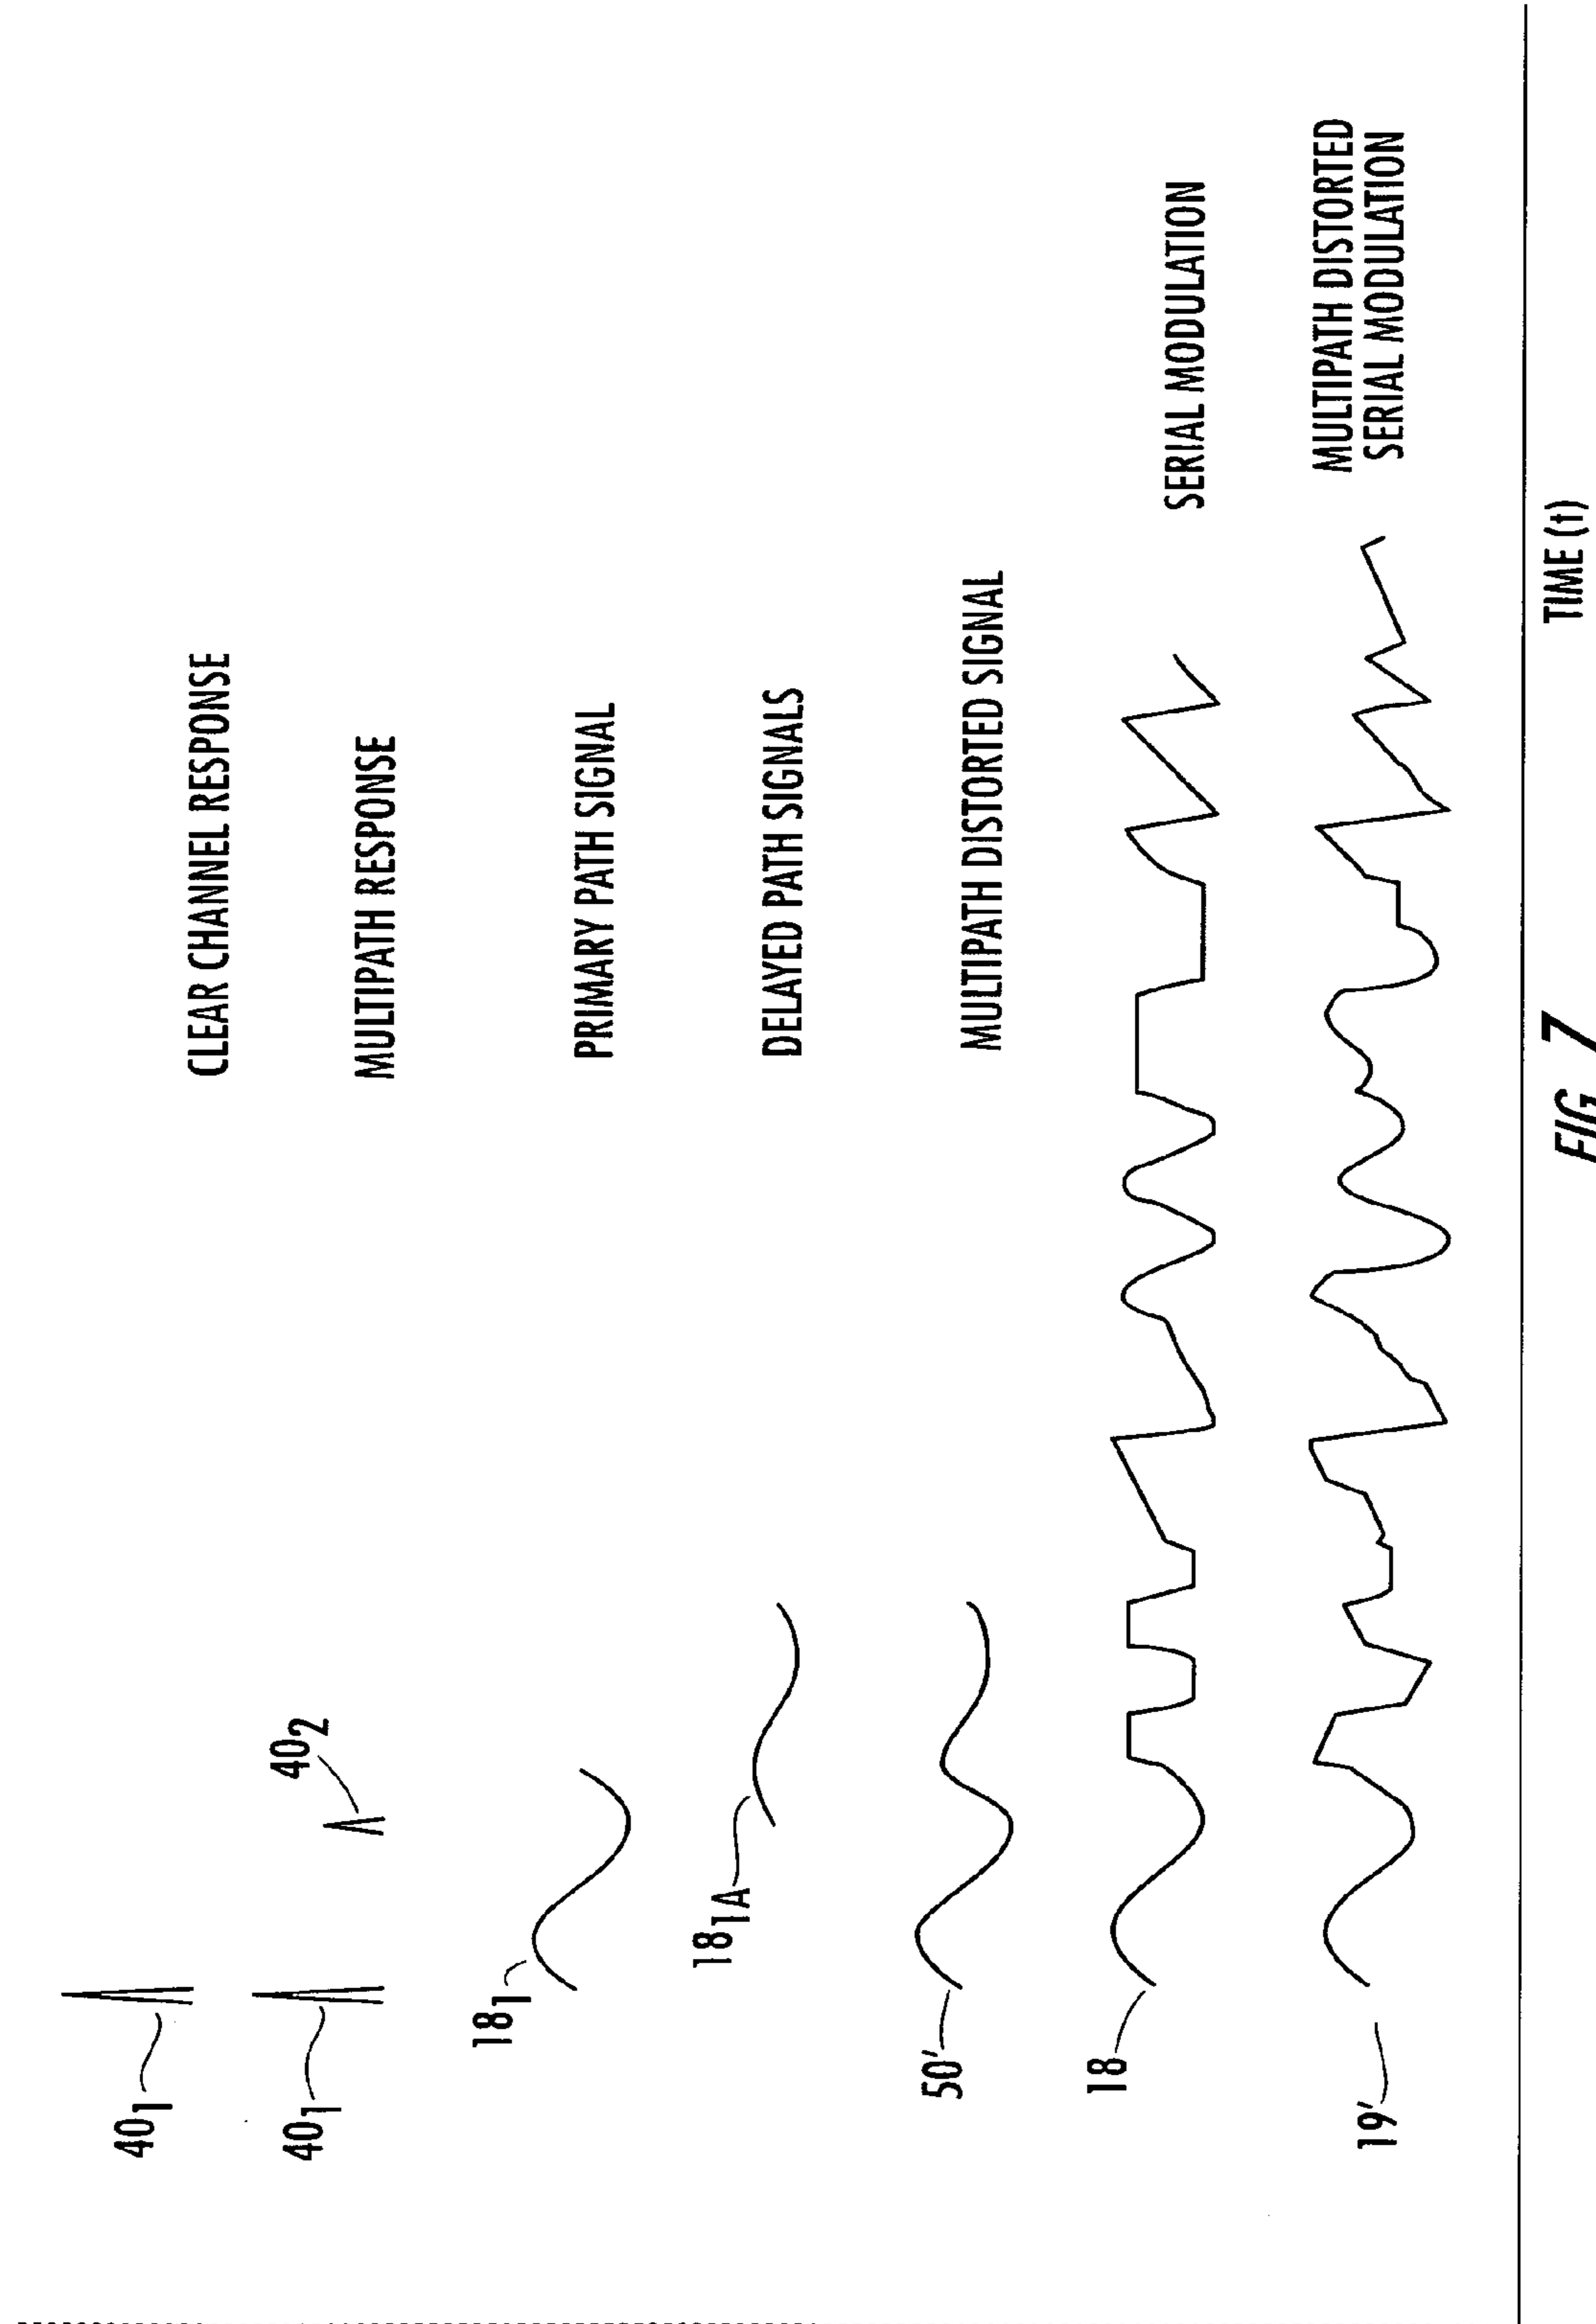 40₁
CLEAR CHANNEL RESPONSE
40₁
40₂
MULTIPATH RESPONSE
18₁
PRIMARY PATH SIGNAL
18₁A
DELAYED PATH SIGNALS
50′
MULTIPATH DISTORTED SIGNAL
18
SERIAL MODULATION
19′
MULTIPATH DISTORTED
SERIAL MODULATION
TIME (t)
FIG. 7